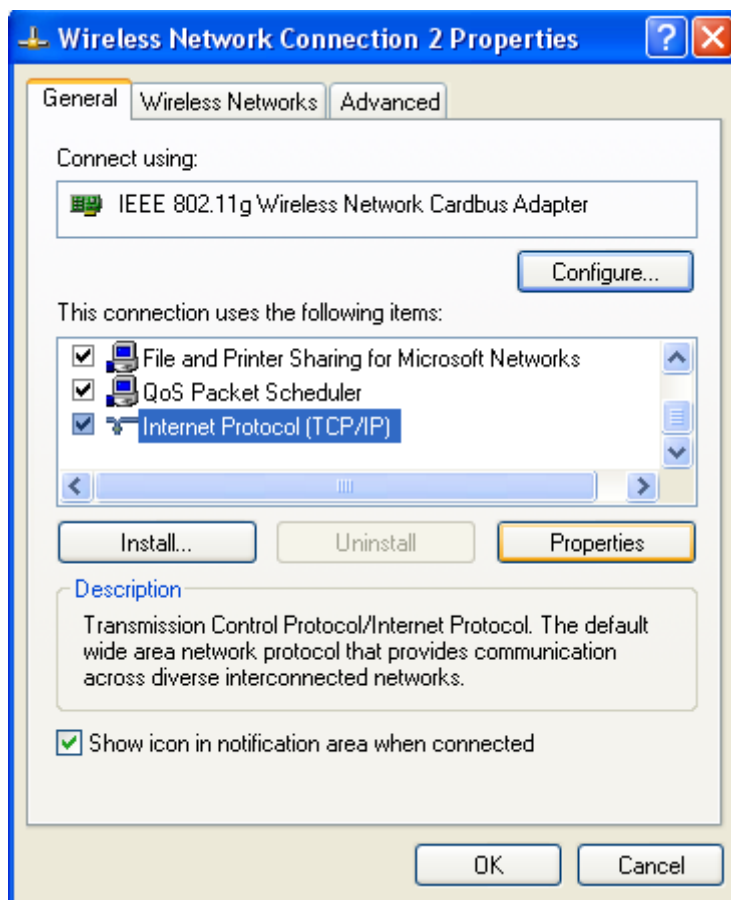 Wireless Network Connection 2 Properties
General Wireless Networks Advanced
Connect using:
IEEE 802.11g Wireless Network Cardbus Adapter
Configure...
This connection uses the following items:
File and Printer Sharing for Microsoft Networks
QoS Packet Scheduler
Internet Protocol (TCP/IP)
Install... Uninstall Properties
Description
Transmission Control Protocol/Internet Protocol. The default
wide area network protocol that provides communication
across diverse interconnected networks.
Show icon in notification area when connected
OK Cancel